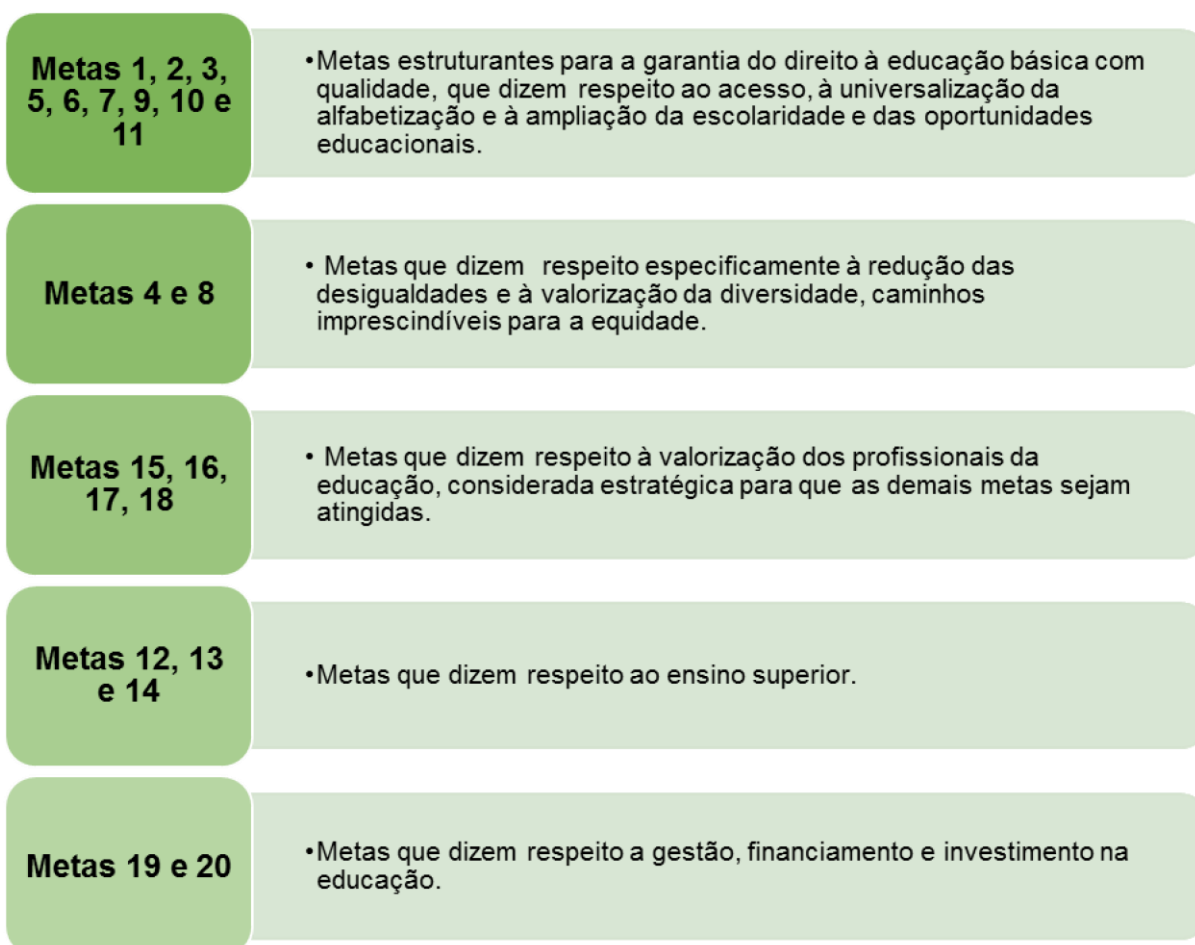 Metas 1, 2, 3,
5, 6, 7, 9, 10 e
11
•Metas estruturantes para a garantia do direito à educação básica com
qualidade, que dizem respeito ao acesso, à universalização da
alfabetização e à ampliação da escolaridade e das oportunidades
educacionais.
Metas 4 e 8
• Metas que dizem respeito especificamente à redução das
desigualdades e à valorização da diversidade, caminhos
imprescindíveis para a equidade.
Metas 15, 16,
17, 18
• Metas que dizem respeito à valorização dos profissionais da
educação, considerada estratégica para que as demais metas sejam
atingidas.
Metas 12, 13
e 14
•Metas que dizem respeito ao ensino superior.
Metas 19 e 20
•Metas que dizem respeito a gestão, financiamento e investimento na
educação.